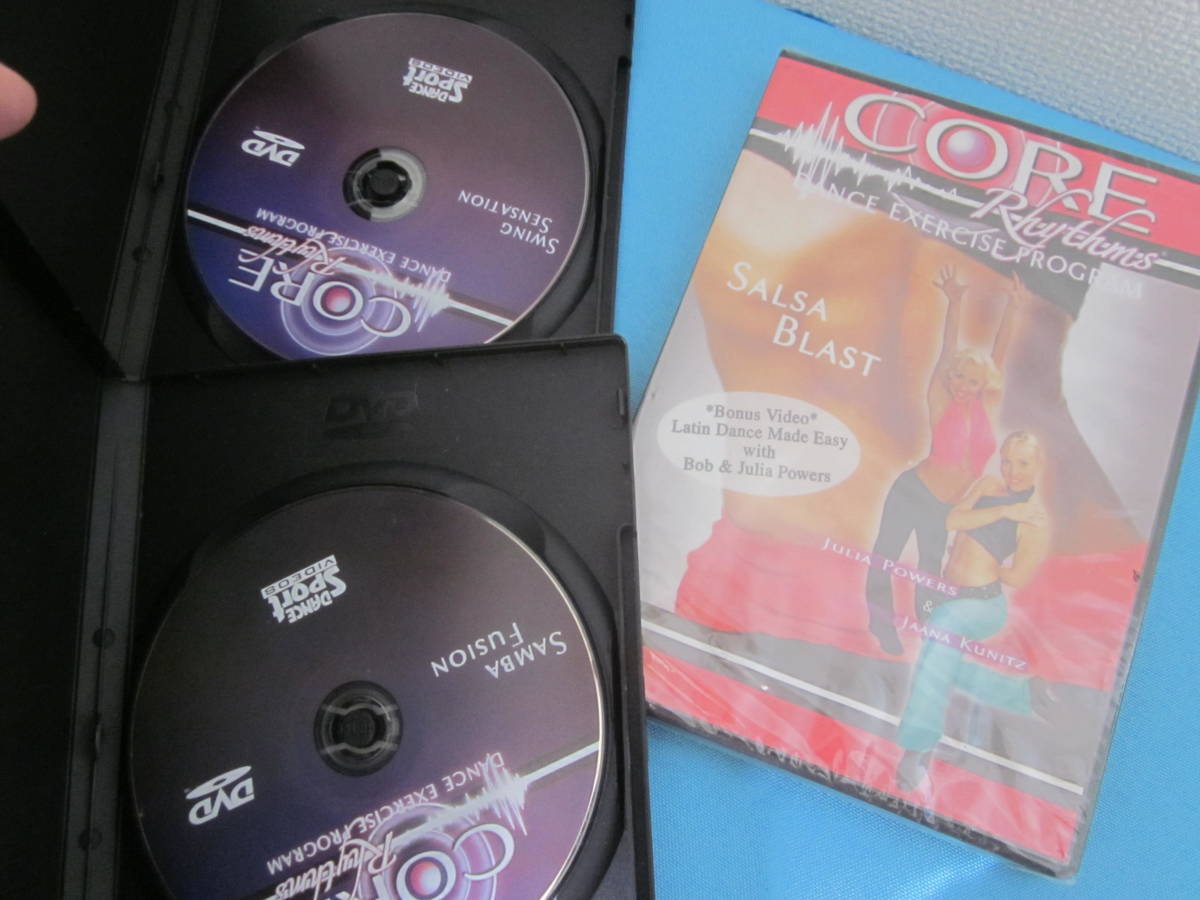 DANCE
Sport
VIDEOS
DVD
SWING
SENSATION
DANCE EXERCISE PROGRAM
Rhythms
CORE
DVD
DANCE
Sport
VIDEOS
SAMBA
FUSION
DVD
DANCE EXERCISE PROGRAM
Rhythms
CORE
Rhythms
DANCE EXERCISE PROGRAM
SALSA
BLAST
*Bonus Video*
Latin Dance Made Easy
with
Bob & Julia Powers
JULIA POWERS
&
JAANA KUNITZ